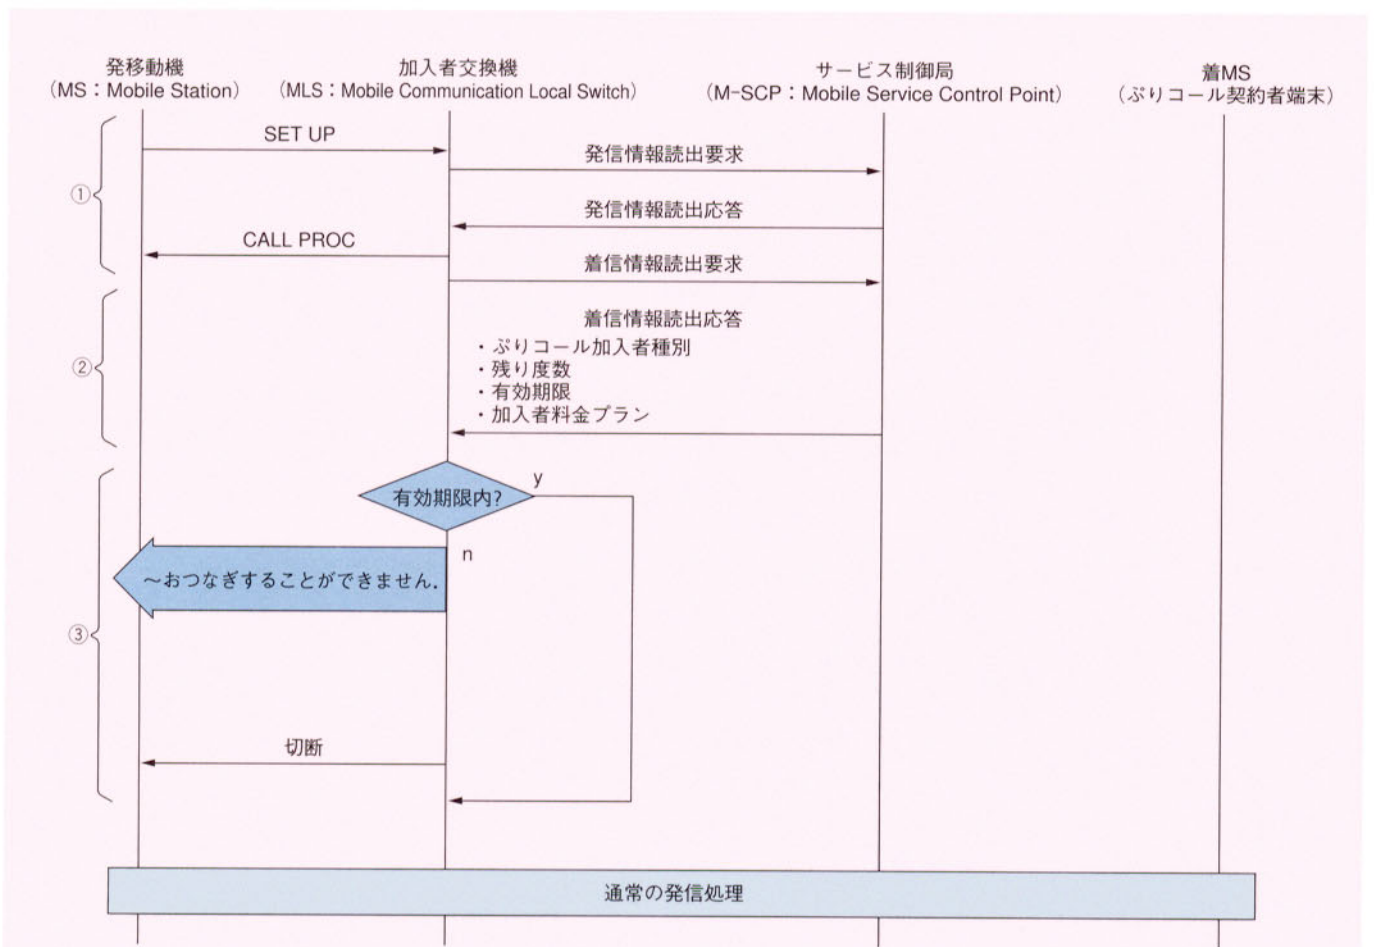 発移動機
(MS：Mobile Station)
加入者交換機
(MLS：Mobile Communication Local Switch)
サービス制御局
(M-SCP：Mobile Service Control Point)
着MS
(ぷりコール契約者端末)
①
SET UP
発信情報読出要求
発信情報読出応答
CALL PROC
着信情報読出要求
②
着信情報読出応答
・ぷりコール加入者種別
・残り度数
・有効期限
・加入者料金プラン
③
有効期限内?
y
n
～おつなぎすることができません．
切断
通常の発信処理